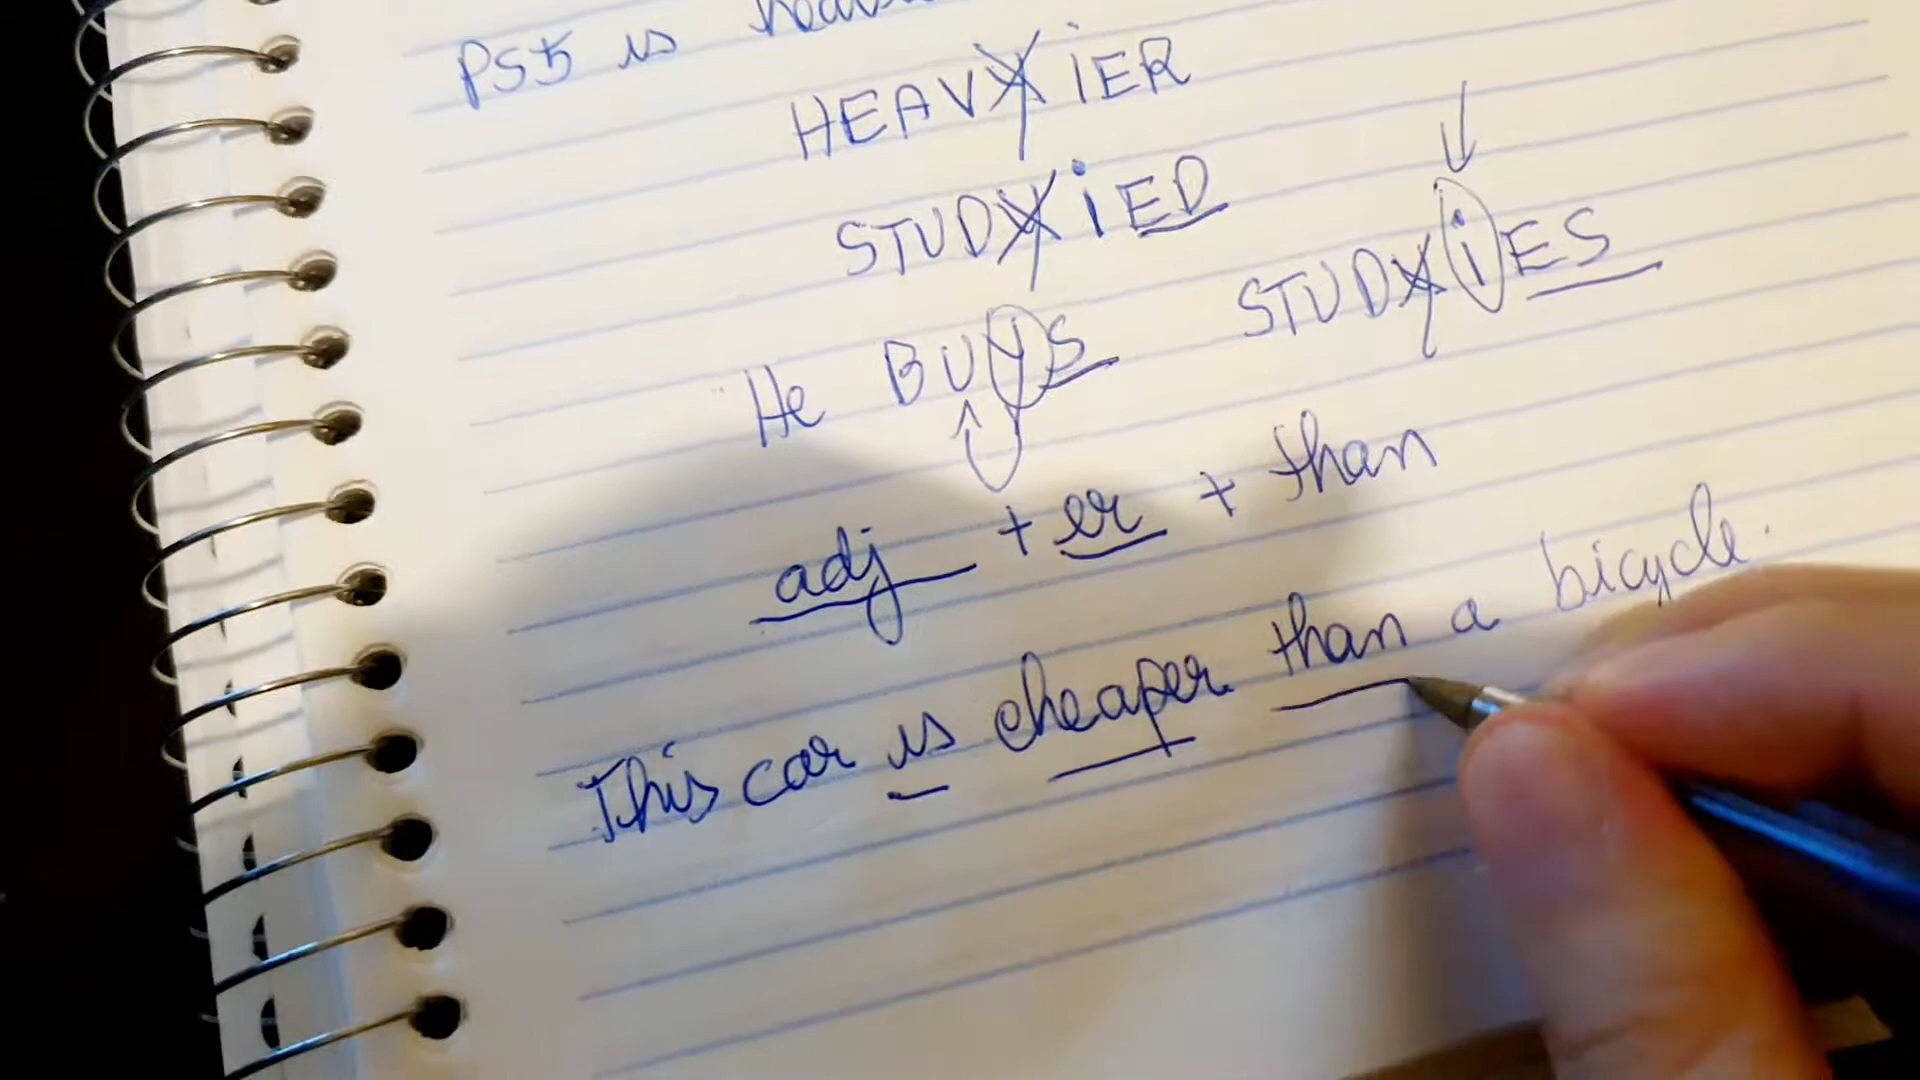 PS5 is
HEAVYiER
STUDYiED
STUDYiES
He BUYS
adj + er + than
This car is cheaper than a bicycle.